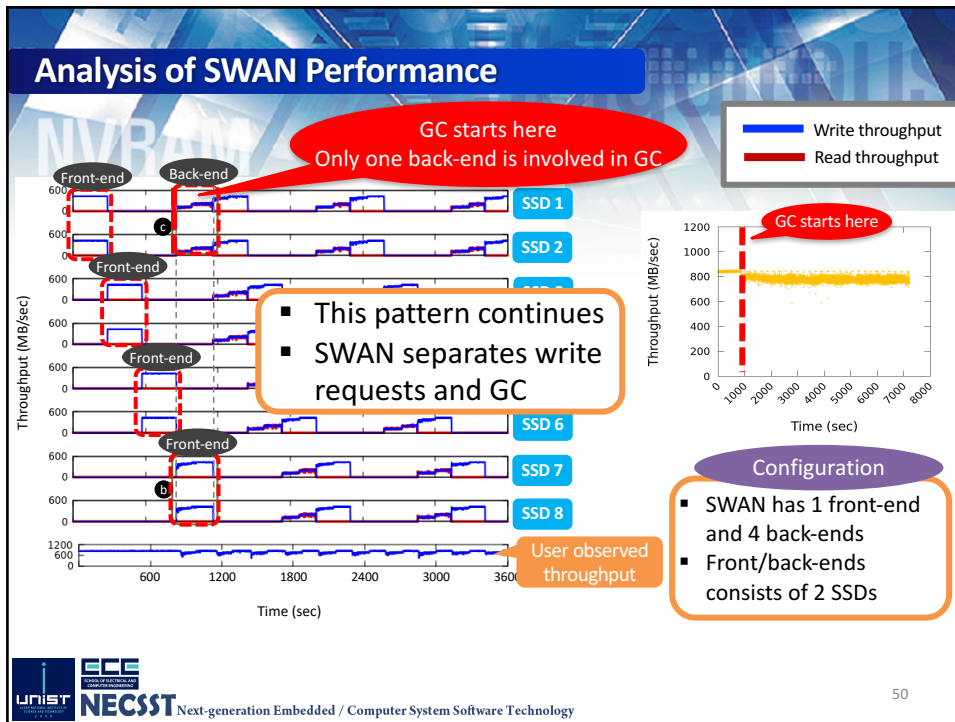 Analysis of SWAN Performance
NVRAM
GC starts here
Only one back-end is involved in GC
Write throughput
Read throughput
Front-end
Back-end
600
0
SSD 1
c
600
0
SSD 2
Front-end
600
0
600
0
Front-end
600
0
600
0
SSD 6
Front-end
600
0
SSD 7
b
600
0
SSD 8
1200
600
0
600
1200
1800
2400
3000
3600
Time (sec)
Throughput (MB/sec)
User observed
throughput
▪ This pattern continues
▪ SWAN separates write
requests and GC
GC starts here
Throughput (MB/sec)
1200
1000
800
600
400
200
0
0
1000
2000
3000
4000
5000
6000
7000
8000
Time (sec)
Configuration
▪ SWAN has 1 front-end
and 4 back-ends
▪ Front/back-ends
consists of 2 SSDs
UNIST
ECE
SCHOOL OF ELECTRICAL AND
COMPUTER ENGINEERING
NECSST Next-generation Embedded / Computer System Software Technology
50